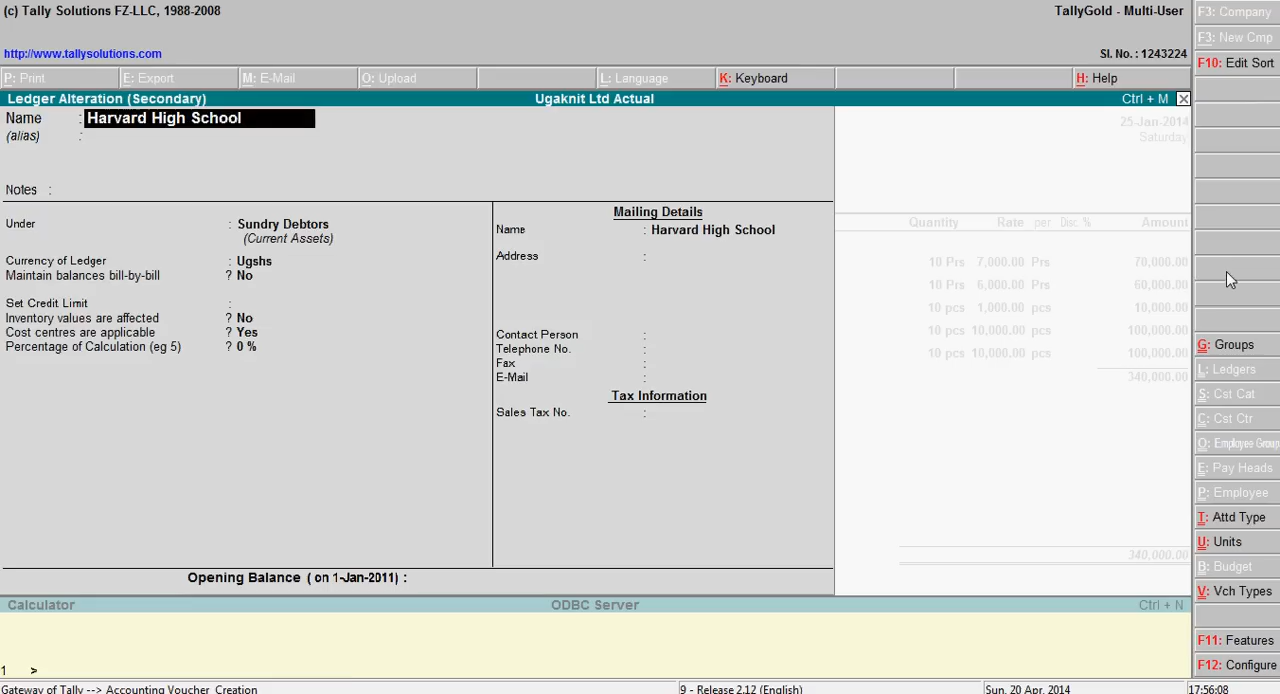 (c) Tally Solutions FZ-LLC, 1988-2008
TallyGold - Multi-User
http://www.tallysolutions.com
Sl. No. : 1243224
P: Print
E: Export
M: E-Mail
O: Upload
L: Language
K: Keyboard
H: Help
Ledger Alteration (Secondary)
Ugaknit Ltd Actual
Ctrl + M
Name : Harvard High School
(alias) :
Notes :
Under : Sundry Debtors
(Current Assets)
Currency of Ledger : Ugshs
Maintain balances bill-by-bill ? No
Set Credit Limit :
Inventory values are affected ? No
Cost centres are applicable ? Yes
Percentage of Calculation (eg 5) ? 0 %
Mailing Details
Name : Harvard High School
Address :
Contact Person :
Telephone No. :
Fax :
E-Mail :
Tax Information
Sales Tax No. :
Opening Balance ( on 1-Jan-2011) :
25-Jan-2014
Saturday
Quantity Rate per Disc. % Amount
10 Prs 7,000.00 Prs 70,000.00
10 Prs 6,000.00 Prs 60,000.00
10 pcs 1,000.00 pcs 10,000.00
10 pcs 10,000.00 pcs 100,000.00
10 pcs 10,000.00 pcs 100,000.00
340,000.00
340,000.00
F3: Company
F3: New Cmp
F10: Edit Sort
G: Groups
L: Ledgers
S: Cst Cat
C: Cst Ctr
O: Employee Group
E: Pay Heads
P: Employee
T: Attd Type
U: Units
B: Budget
V: Vch Types
F11: Features
F12: Configure
Calculator
ODBC Server
Ctrl + N
1 >
Gateway of Tally --> Accounting Voucher Creation
9 - Release 2.12 (English)
Sun, 20 Apr, 2014
17:56:08